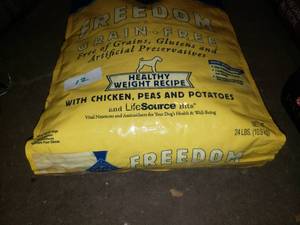 FREEDOM
GRAIN-FREE
Free of Grains, Glutens and
Artificial Preservatives
HEALTHY
WEIGHT RECIPE
WITH CHICKEN, PEAS AND POTATOES
and LifeSource Bits
Vital Nutrients and Antioxidants for Your Dog's Health & Well-Being
24 LBS.
FREEDOM